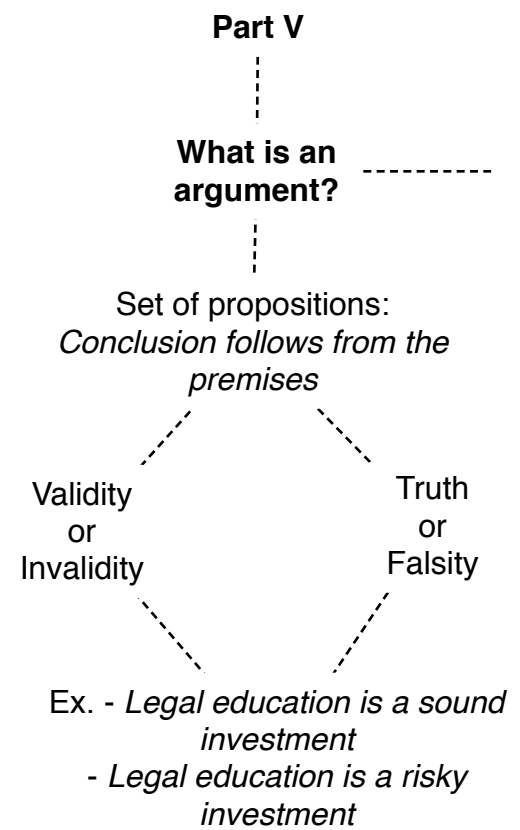 Part V
What is an
argument?
Set of propositions:
Conclusion follows from the
premises
Validity
or
Invalidity
Truth
or
Falsity
Ex. - Legal education is a sound
investment
- Legal education is a risky
investment